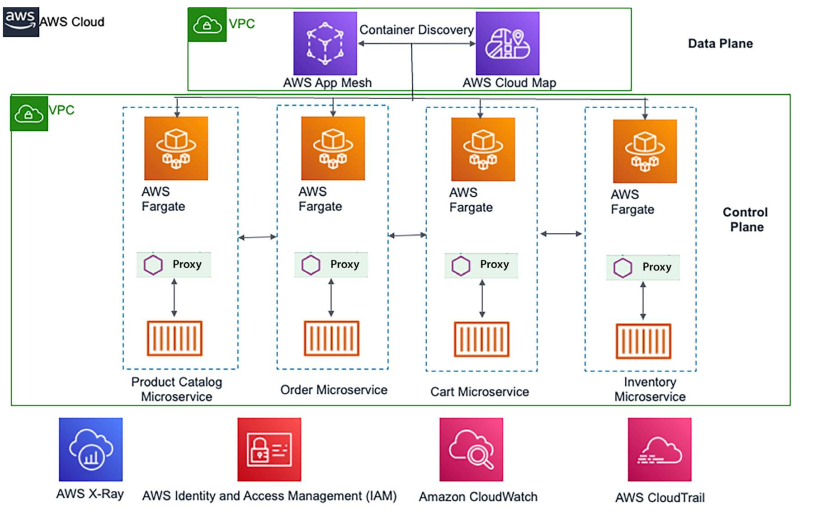 aws
AWS Cloud
VPC
Container Discovery
Data Plane
AWS App Mesh
AWS Cloud Map
VPC
AWS
Fargate
AWS
Fargate
AWS
Fargate
AWS
Fargate
Control
Plane
Proxy
Proxy
Proxy
Proxy
Product Catalog
Microservice
Order Microservice
Cart Microservice
Inventory
Microservice
AWS X-Ray
AWS Identity and Access Management (IAM)
Amazon CloudWatch
AWS CloudTrail